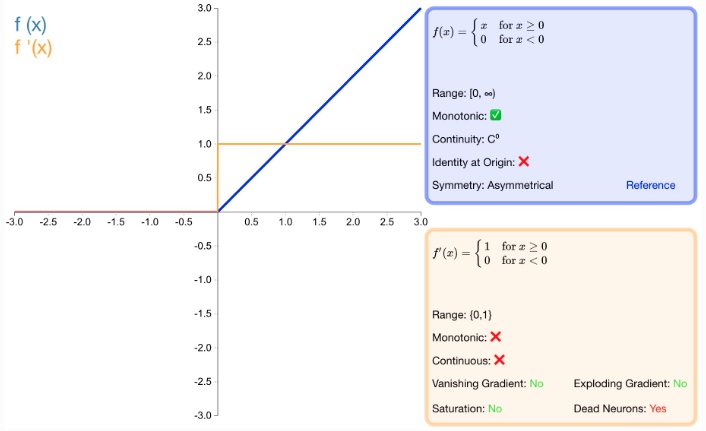 f (x)
f '(x)
3.0
2.5
2.0
1.5
1.0
0.5
-3.0 -2.5 -2.0 -1.5 -1.0 -0.5 0.5 1.0 1.5 2.0 2.5 3.0
-0.5
-1.0
-1.5
-2.0
-2.5
-3.0
f(x) = { x for x ≥ 0
0 for x < 0
Range: [0, ∞)
Monotonic: ✅
Continuity: C⁰
Identity at Origin: ❌
Symmetry: Asymmetrical Reference
f′(x) = { 1 for x ≥ 0
0 for x < 0
Range: {0,1}
Monotonic: ❌
Continuous: ❌
Vanishing Gradient: No Exploding Gradient: No
Saturation: No Dead Neurons: Yes